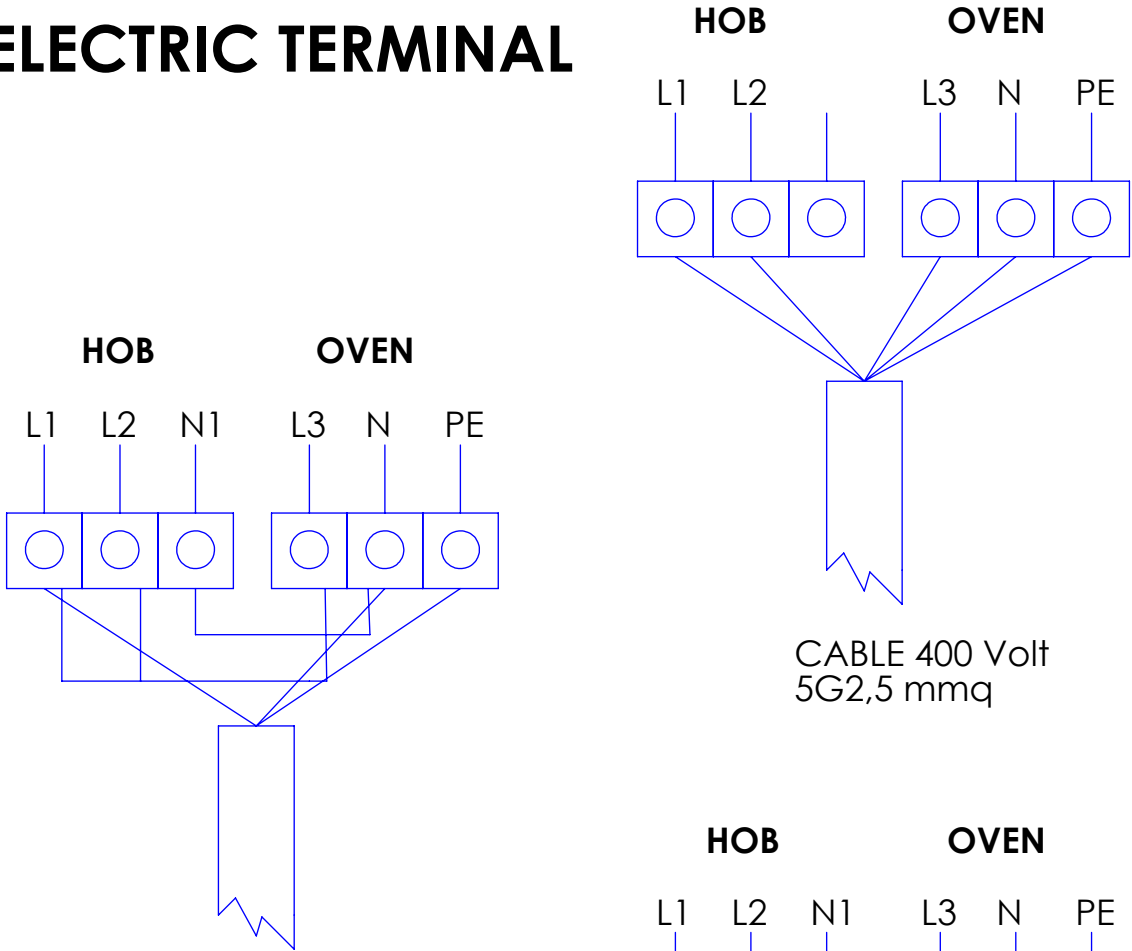 ELECTRIC TERMINAL
HOB OVEN
L1 L2 L3 N PE
CABLE 400 Volt
5G2,5 mmq
HOB OVEN
L1 L2 N1 L3 N PE
HOB OVEN
L1 L2 N1 L3 N PE